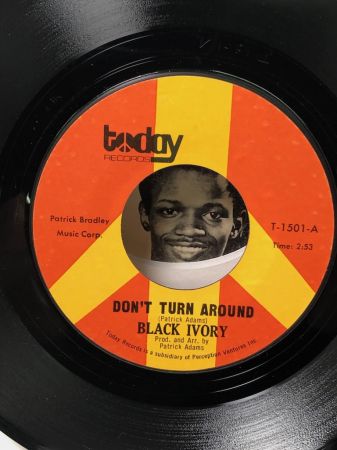 today
RECORDS
Patrick Bradley
Music Corp.
T-1501-A
Time: 2:53
DON'T TURN AROUND
(Patrick Adams)
BLACK IVORY
Prod. and Arr. by
Patrick Adams
Today Records is a subsidiary of Perception Ventures Inc.